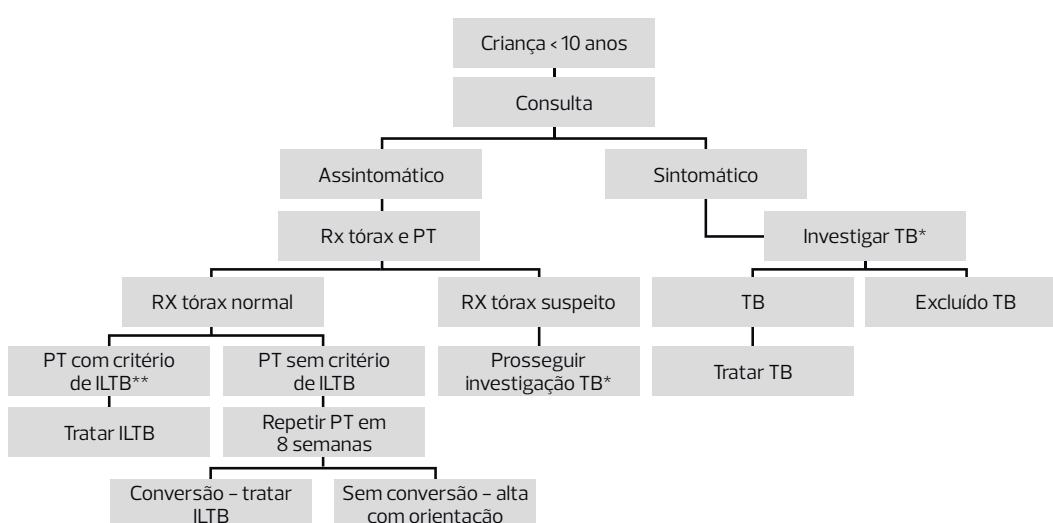 Criança < 10 anos
Consulta
Assintomático
Sintomático
Rx tórax e PT
Investigar TB*
RX tórax normal
RX tórax suspeito
TB
Excluído TB
PT com critério
de ILTB**
PT sem critério
de ILTB
Prosseguir
investigação TB*
Tratar TB
Tratar ILTB
Repetir PT em
8 semanas
Conversão – tratar
ILTB
Sem conversão – alta
com orientação